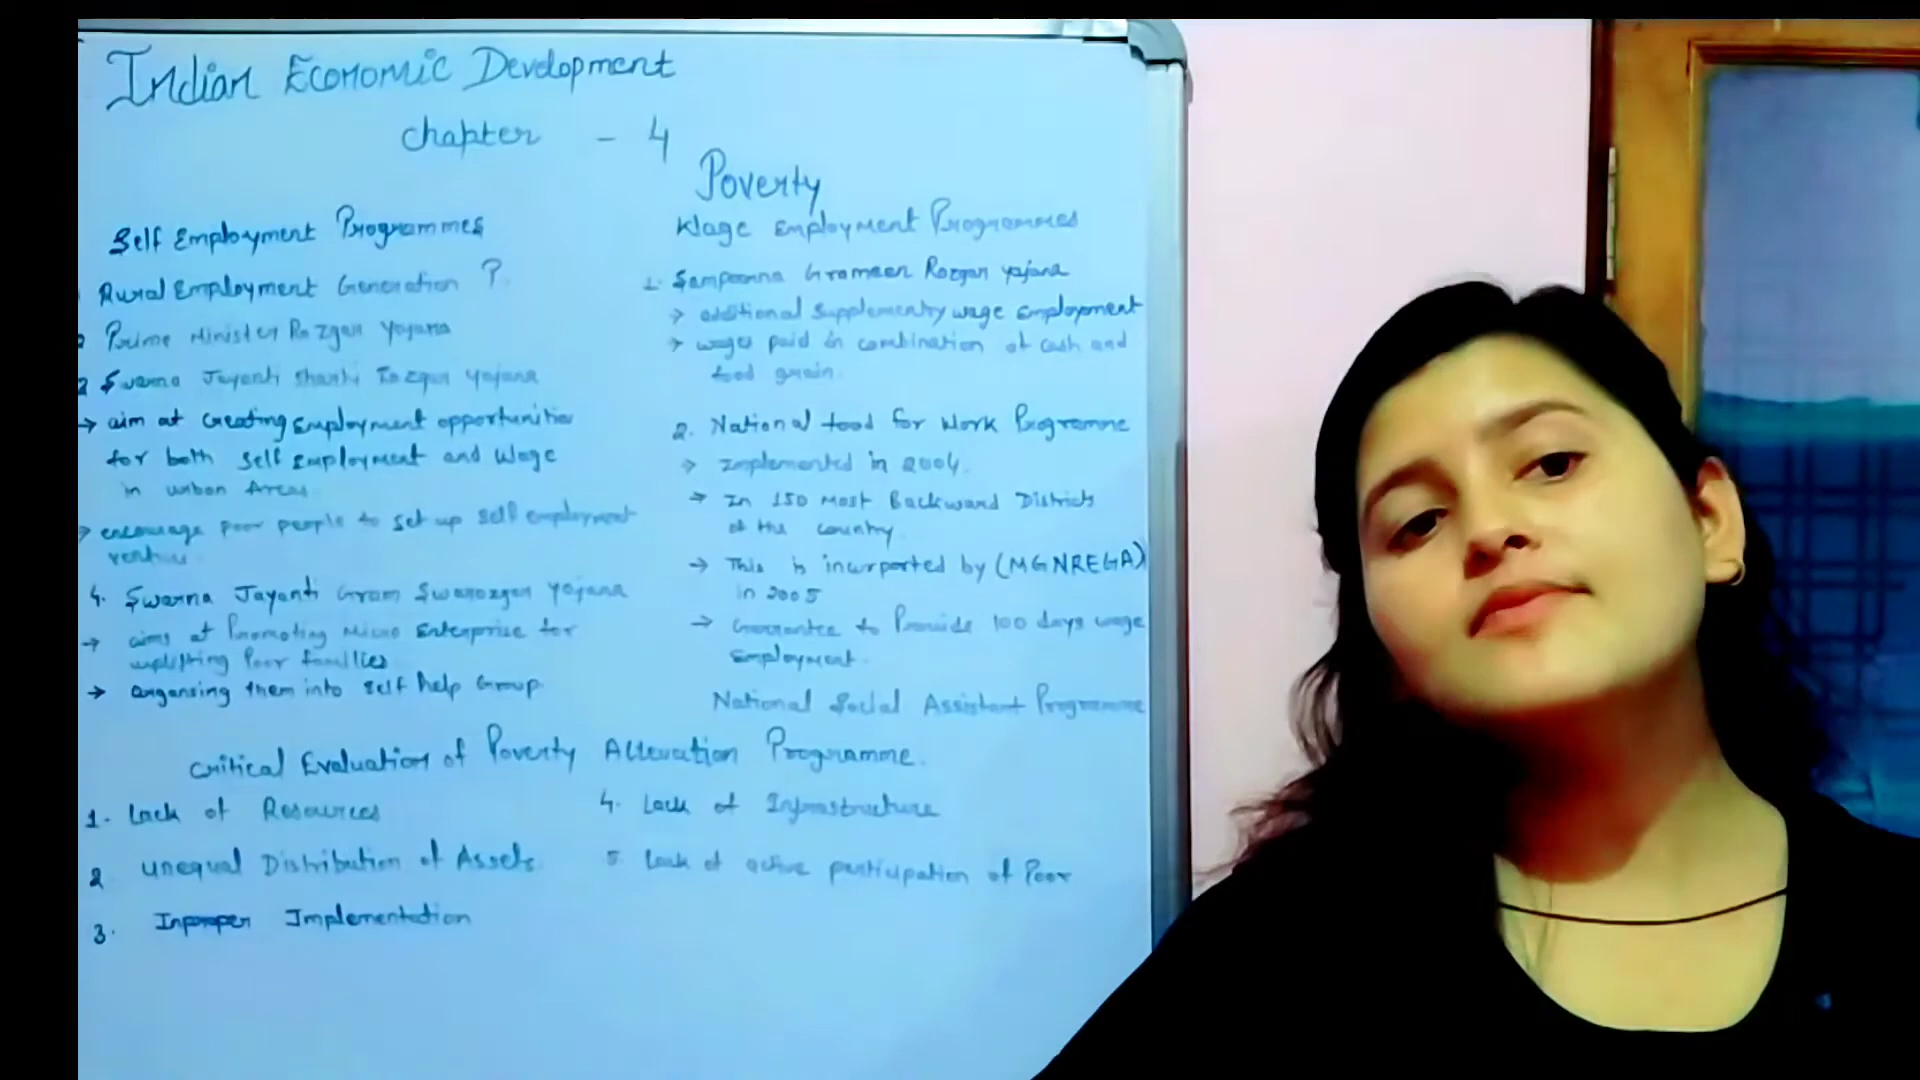 Indian Economic Development
Chapter - 4
Poverty
Self Employment Programmes
Rural Employment Generation P.
Prime Minister Rozgar Yojana
Swarna Jayanti Shahri Rozgar Yojana
→ aim at creating employment opportunities
for both Self Employment and Wage
in urban Areas
→ encourage poor people to set up self employment
4. Swarna Jayanti Gram Swarozgar Yojana
→ aims at Promoting Micro Enterprise for
uplifting Poor families
→ organsing them into self help Group.
Wage Employment Programmes
1. Sampoorna Grameen Rozgar Yojana
→ additional Supplementry wage employment
→ wages paid in combination of cash and
food grain.
2. National food for Work Programme
→ Implemented in 2004.
→ In 150 Most Backward Districts
of the country
→ This is incorported by (MGNREGA)
in 2005
→ Guarantee to Provide 100 days wage
employment.
National Social Assistant Programme
Critical Evaluation of Poverty Allevation Programme.
1. Lack of Resources
2 unequal Distribution of Assets
3. Inproper Implementation
4. Lack of Infrastructure
5. Lack of active participation of Poor